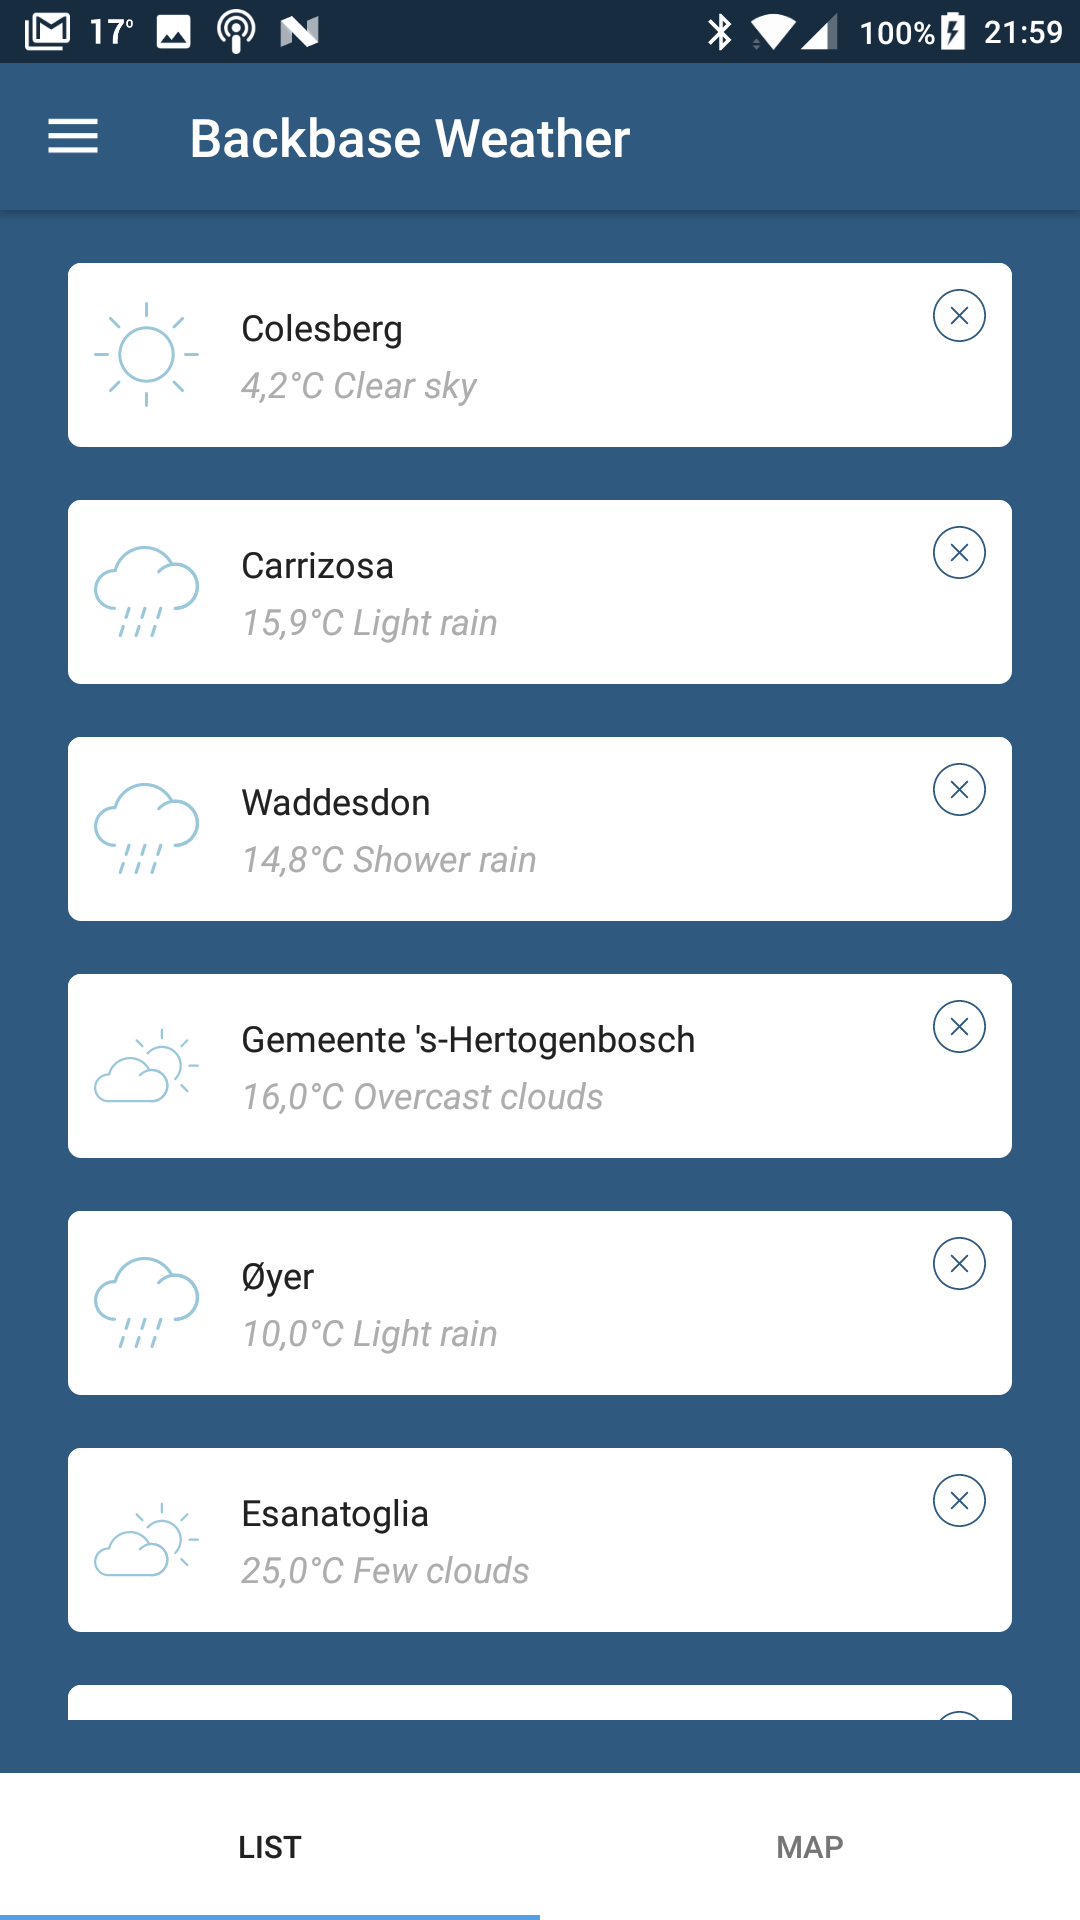 17° 100% 21:59
Backbase Weather
Colesberg
4,2°C Clear sky
Carrizosa
15,9°C Light rain
Waddesdon
14,8°C Shower rain
Gemeente 's-Hertogenbosch
16,0°C Overcast clouds
Øyer
10,0°C Light rain
Esanatoglia
25,0°C Few clouds
LIST MAP